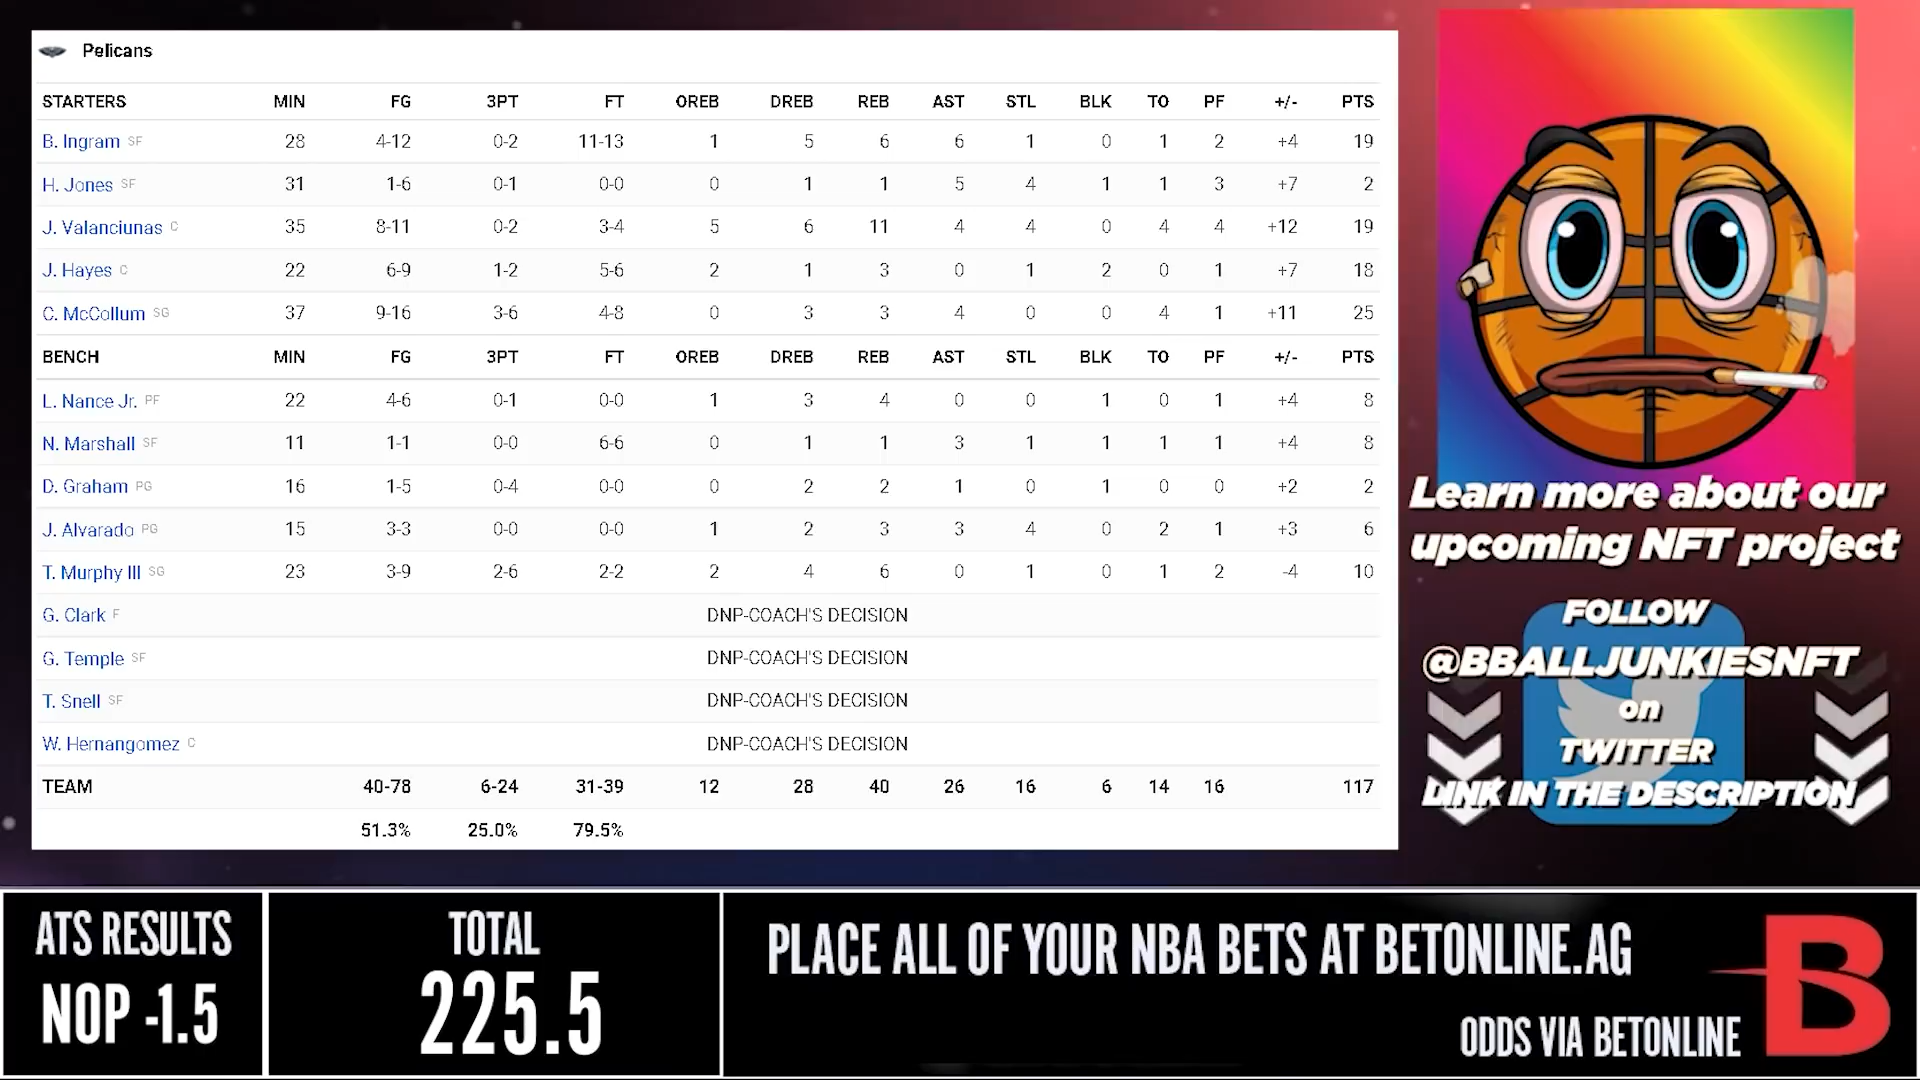 Pelicans
STARTERS MIN FG 3PT FT OREB DREB REB AST STL BLK TO PF +/- PTS
B. Ingram SF 28 4-12 0-2 11-13 1 5 6 6 1 0 1 2 +4 19
H. Jones SF 31 1-6 0-1 0-0 0 1 1 5 4 1 1 3 +7 2
J. Valanciunas C 35 8-11 0-2 3-4 5 6 11 4 4 0 4 4 +12 19
J. Hayes C 22 6-9 1-2 5-6 2 1 3 0 1 2 0 1 +7 18
C. McCollum SG 37 9-16 3-6 4-8 0 3 3 4 0 0 4 1 +11 25
BENCH MIN FG 3PT FT OREB DREB REB AST STL BLK TO PF +/- PTS
L. Nance Jr. PF 22 4-6 0-1 0-0 1 3 4 0 0 1 0 1 +4 8
N. Marshall SF 11 1-1 0-0 6-6 0 1 1 3 1 1 1 1 +4 8
D. Graham PG 16 1-5 0-4 0-0 0 2 2 1 0 1 0 0 +2 2
J. Alvarado PG 15 3-3 0-0 0-0 1 2 3 3 4 0 2 1 +3 6
T. Murphy III SG 23 3-9 2-6 2-2 2 4 6 0 1 0 1 2 -4 10
G. Clark F DNP-COACH'S DECISION
G. Temple SF DNP-COACH'S DECISION
T. Snell SF DNP-COACH'S DECISION
W. Hernangomez C DNP-COACH'S DECISION
TEAM 40-78 6-24 31-39 12 28 40 26 16 6 14 16 117
51.3% 25.0% 79.5%
Learn more about our
upcoming NFT project
FOLLOW
@BBALLJUNKIESNFT
on
TWITTER
LINK IN THE DESCRIPTION
ATS RESULTS
NOP -1.5
TOTAL
225.5
PLACE ALL OF YOUR NBA BETS AT BETONLINE.AG
ODDS VIA BETONLINE
B